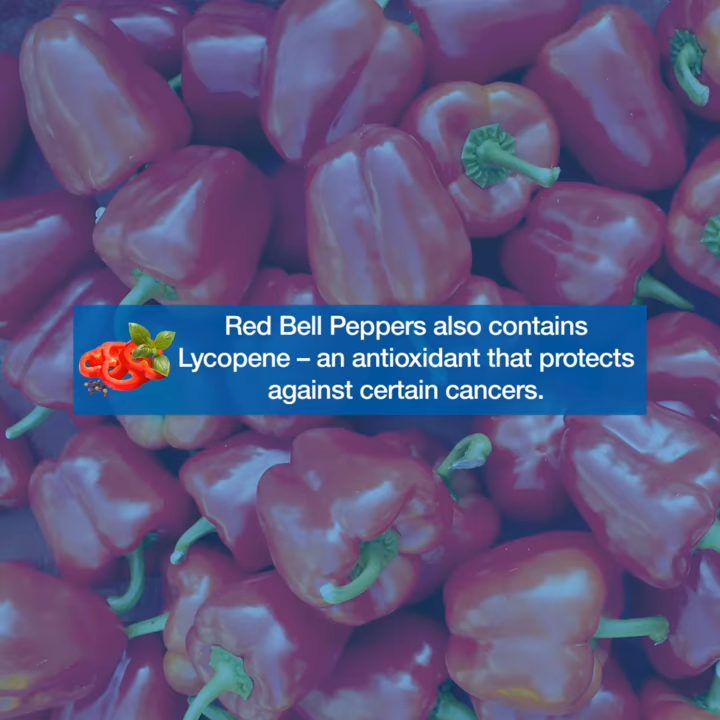 Red Bell Peppers also contains
Lycopene – an antioxidant that protects
against certain cancers.